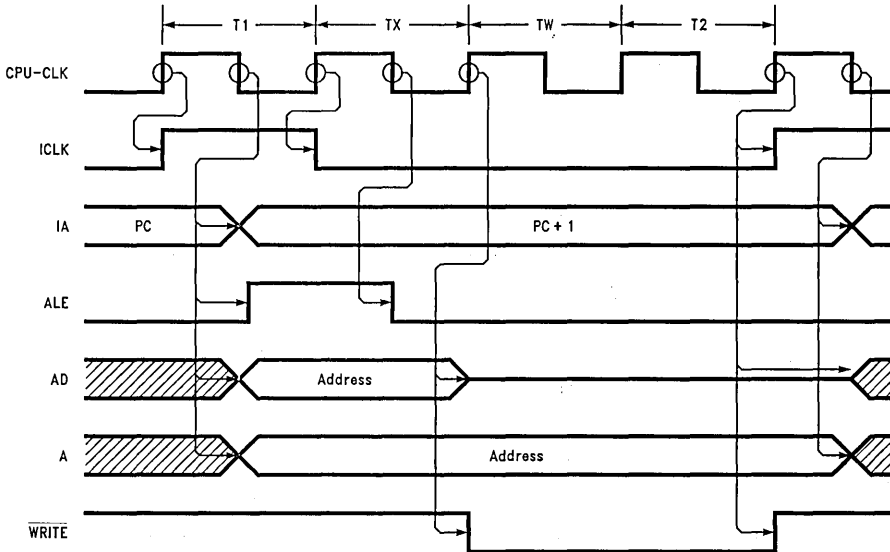 T1 TX TW T2
CPU-CLK
ICLK
IA PC PC + 1
ALE
AD Address
A Address
WRITE